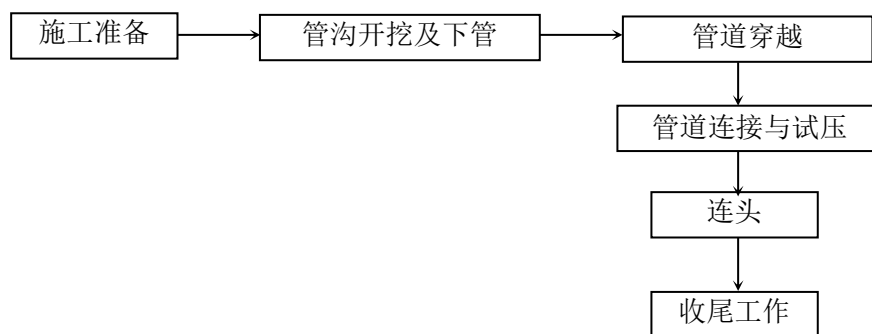 施工准备
管沟开挖及下管
管道穿越
管道连接与试压
连头
收尾工作